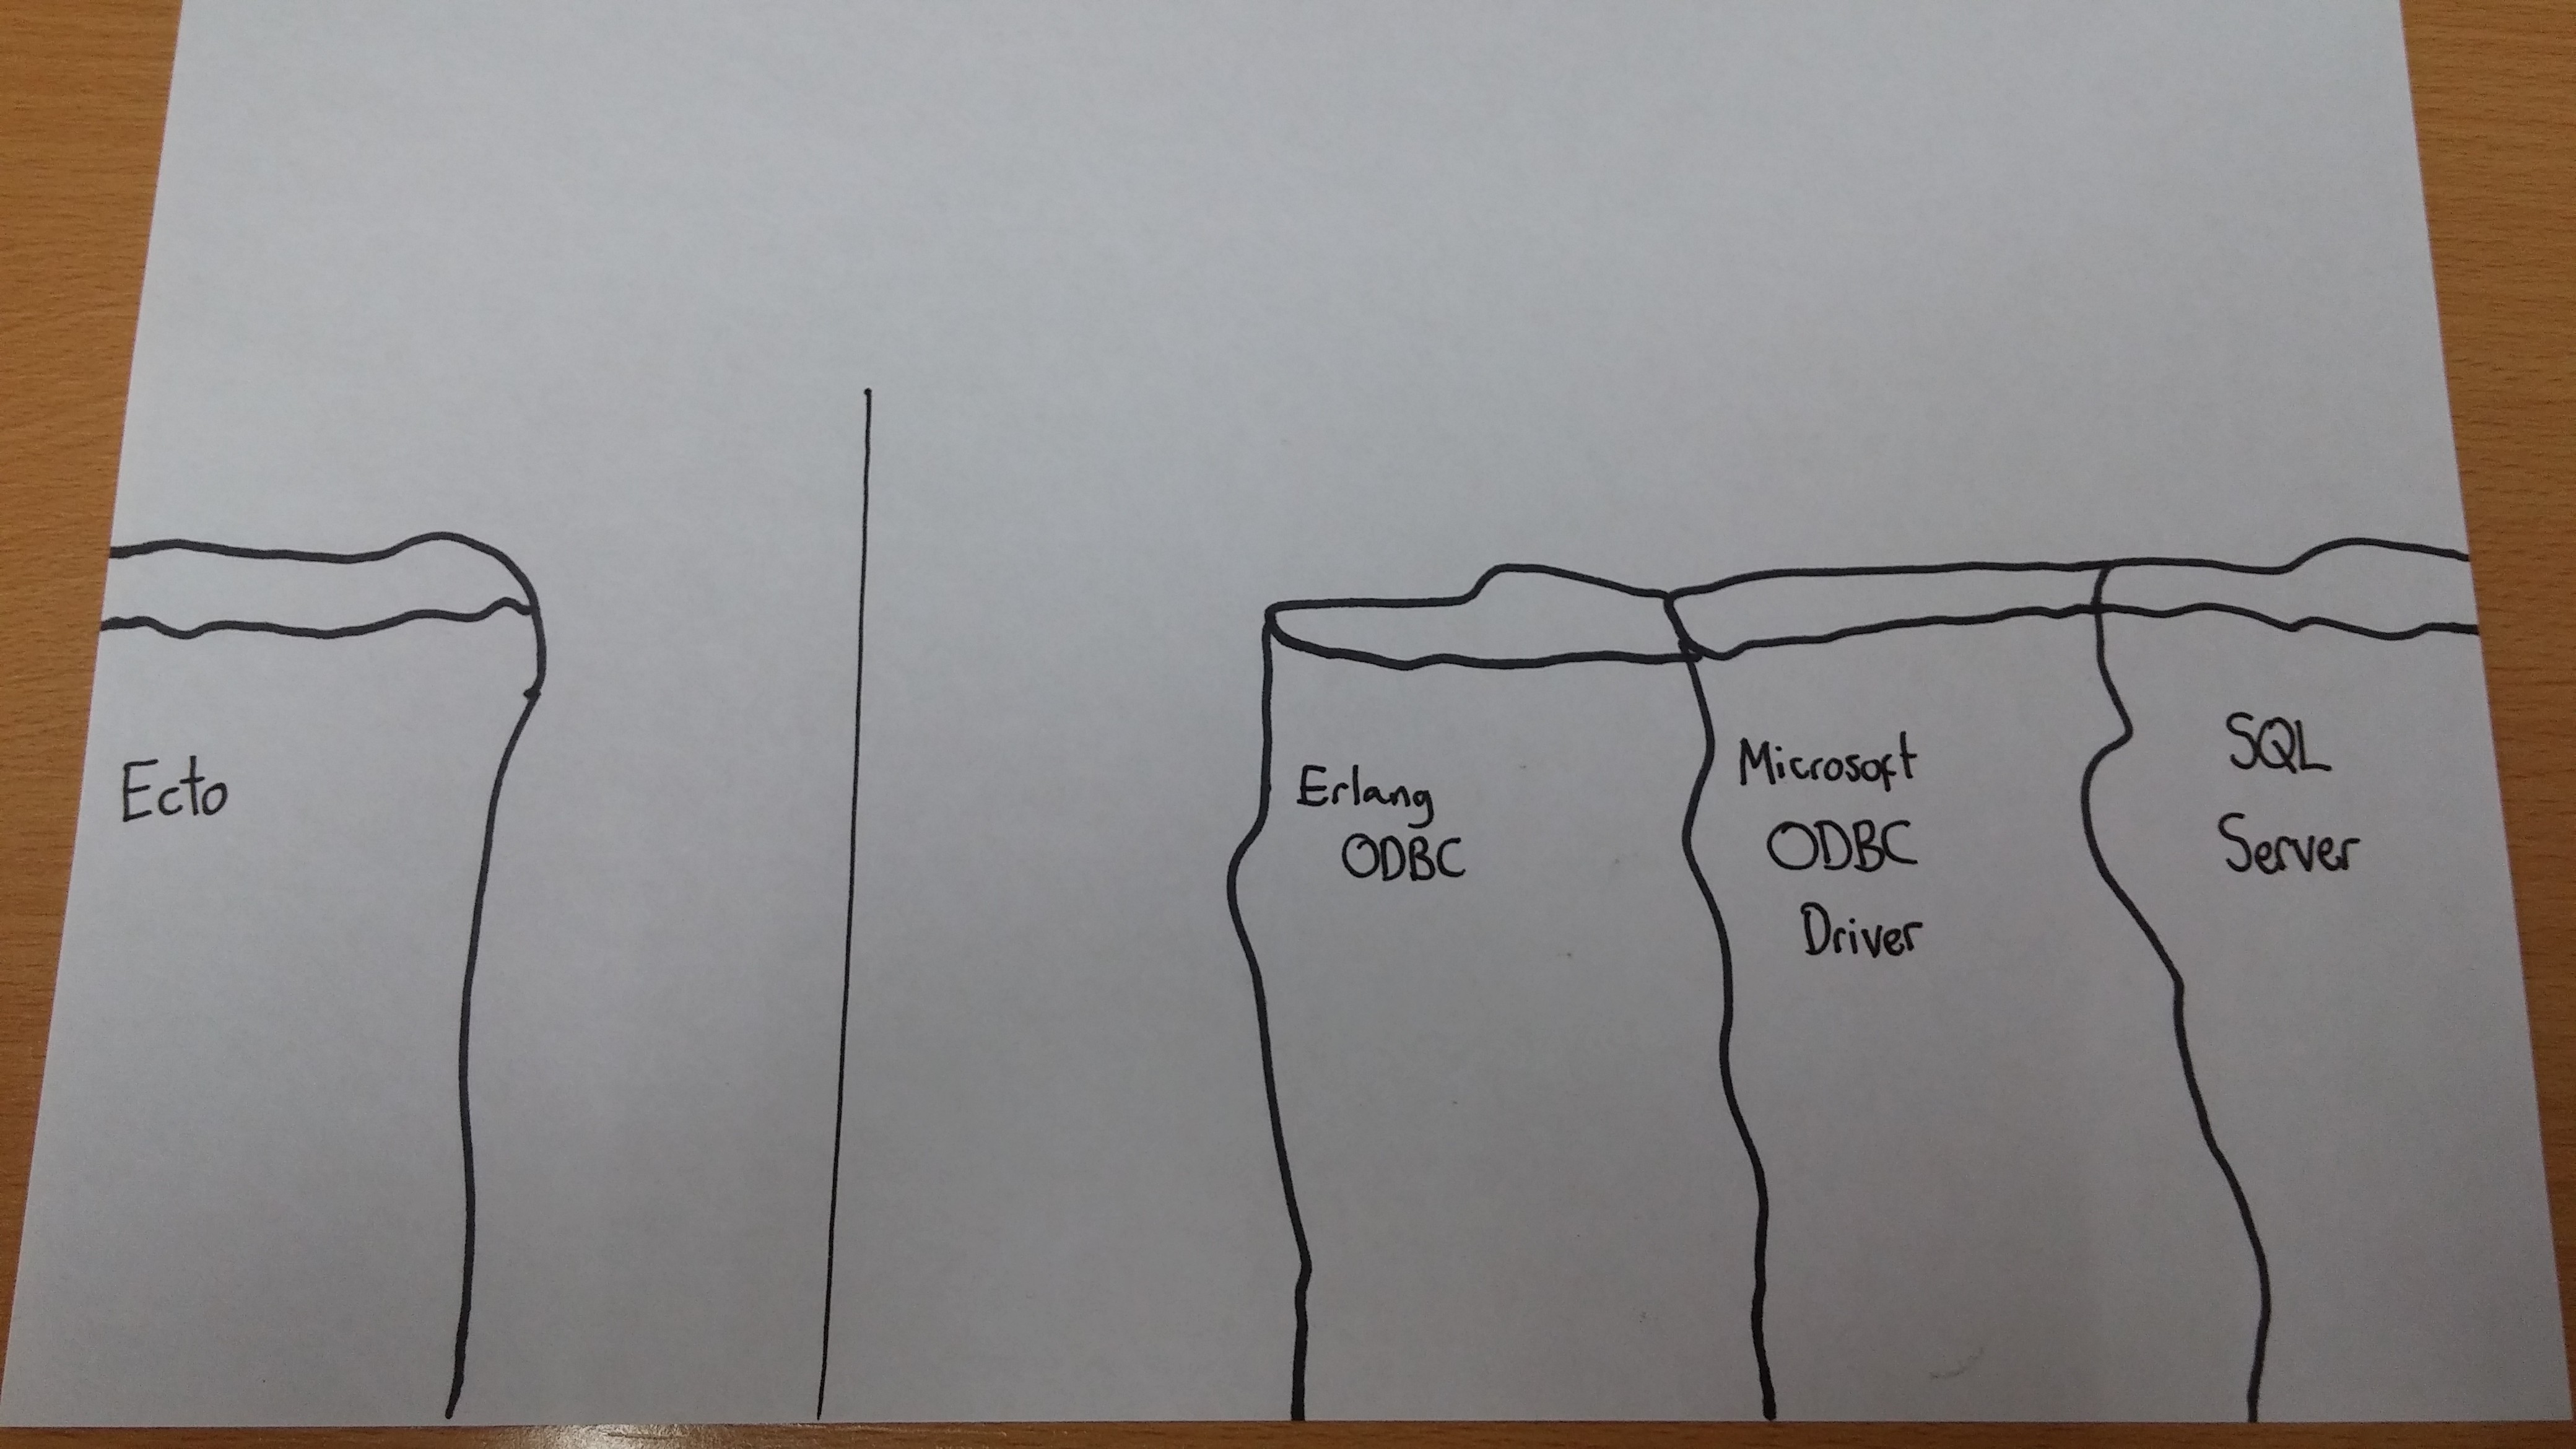 Ecto
Erlang
ODBC
Microsoft
ODBC
Driver
SQL
Server